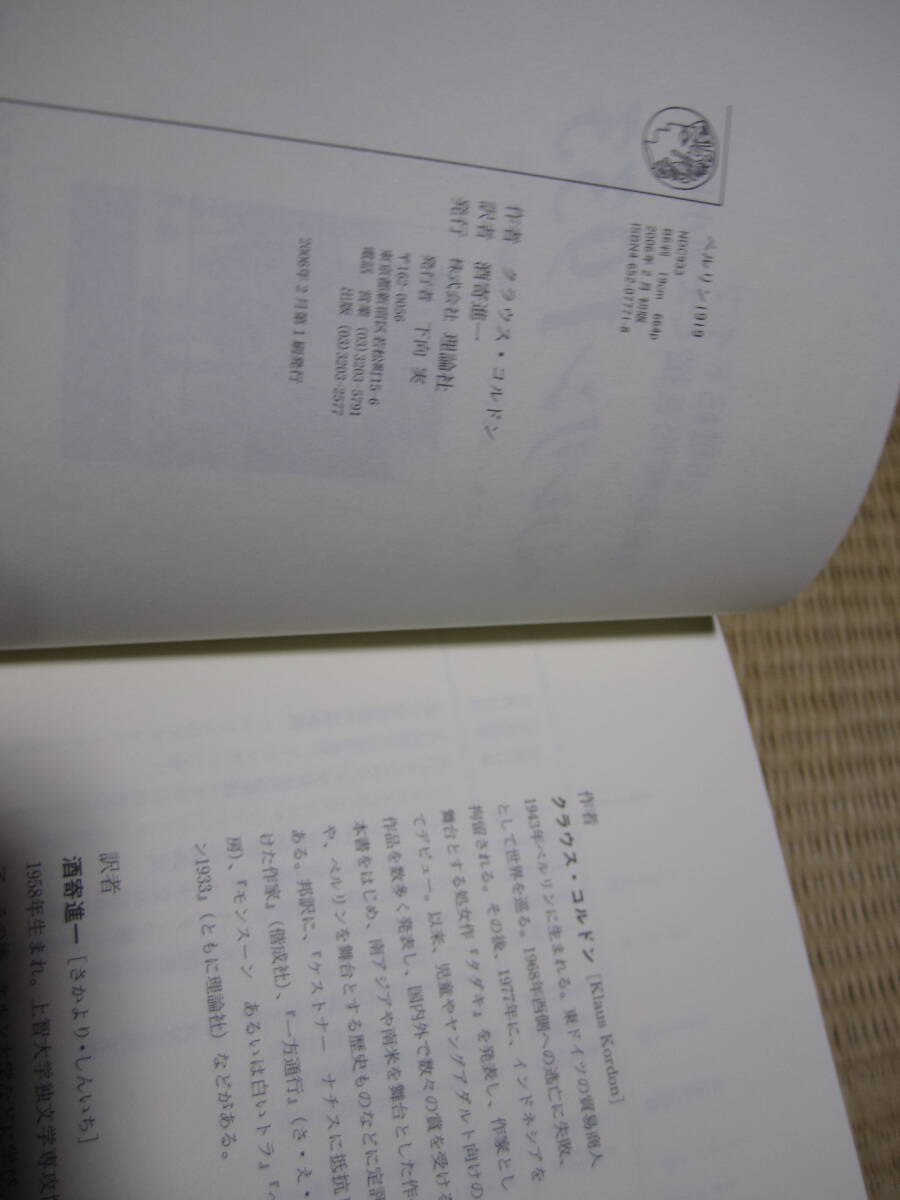 ベルリン1919
NDC933
B6判 19cm 664p
2006年2月初版
ISBN4-652-07771-8
作者 クラウス・コルドン
訳者 酒寄進一
発行 株式会社 理論社
発行者 下向 実
〒162-0056
東京都新宿区若松町15-6
電話 営業 (03)3203-5791
出版 (03)3203-2577
2006年2月第1刷発行
作者
クラウス・コルドン [Klaus Kordon]
1943年ベルリンに生まれる。東ドイツの貿易商人
として世界を巡る。1968年西側への逃亡に失敗、
拘留される。その後、1977年に、インドネシアを
舞台とする処女作『タダキ』を発表し、作家とし
てデビュー。以来、児童やヤングアダルト向けの
作品を数多く発表し、国内外で数々の賞を受ける
本書をはじめ、南アジアや南米を舞台とした作
や、ベルリンを舞台とする歴史ものなどに定評
ある。邦訳に、『ケストナー ナチスに抵抗し
けた作家』(偕成社)、『一方通行』(さ・え・
房)、『モンスーン あるいは白いトラ』『ベ
ン1933』(ともに理論社) などがある。
訳者
酒寄進一 [さかより・しんいち]
1958年生まれ。上智大学独文学専攻